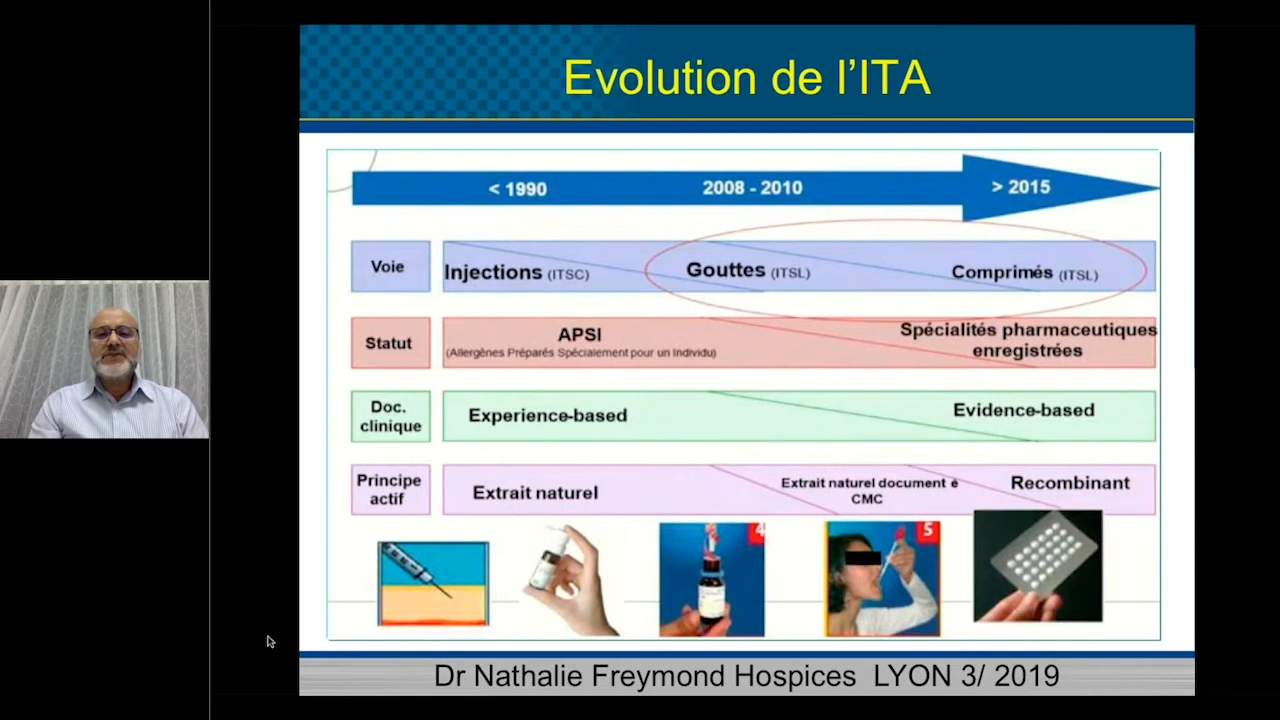 Evolution de l'ITA
< 1990 2008 - 2010 > 2015
Voie
Injections (ITSC) Gouttes (ITSL) Comprimés (ITSL)
Statut
APSI
(Allergènes Préparés Spécialement pour un Individu)
Spécialités pharmaceutiques
enregistrées
Doc.
clinique
Experience-based Evidence-based
Principe
actif
Extrait naturel
Extrait naturel document é
CMC
Recombinant
4
5
Dr Nathalie Freymond Hospices LYON 3/ 2019